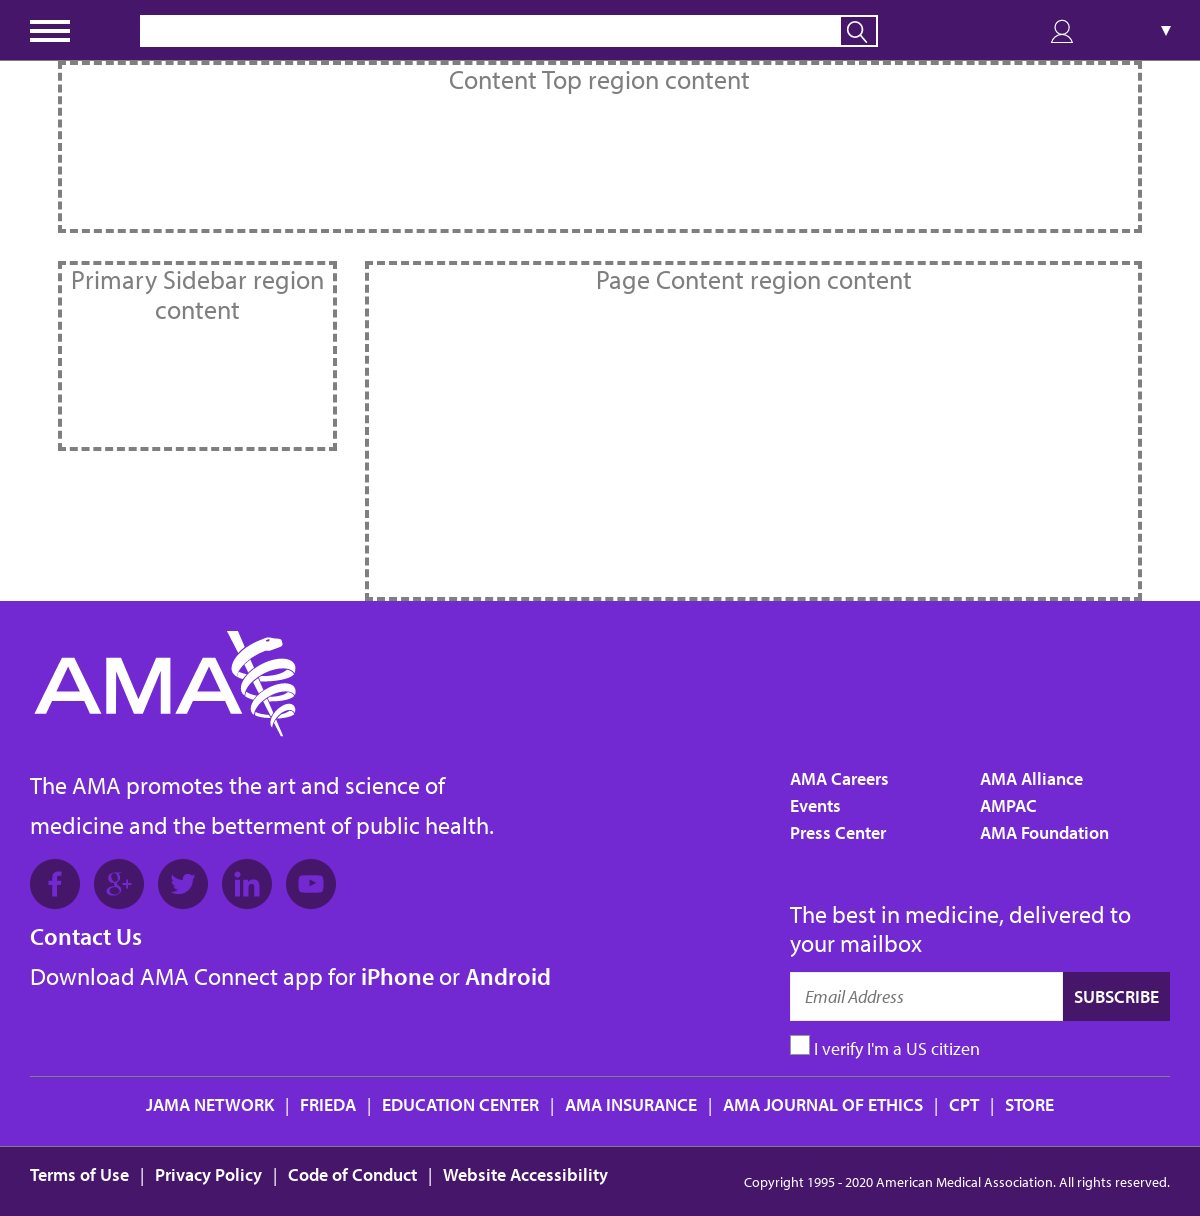 ▼
Content Top region content
Primary Sidebar region
content
Page Content region content
AMA
The AMA promotes the art and science of
medicine and the betterment of public health.
Contact Us
Download AMA Connect app for iPhone or Android
AMA Careers
Events
Press Center
AMA Alliance
AMPAC
AMA Foundation
The best in medicine, delivered to
your mailbox
Email Address
SUBSCRIBE
I verify I'm a US citizen
JAMA NETWORK | FRIEDA | EDUCATION CENTER | AMA INSURANCE | AMA JOURNAL OF ETHICS | CPT | STORE
Terms of Use | Privacy Policy | Code of Conduct | Website Accessibility
Copyright 1995 - 2020 American Medical Association. All rights reserved.